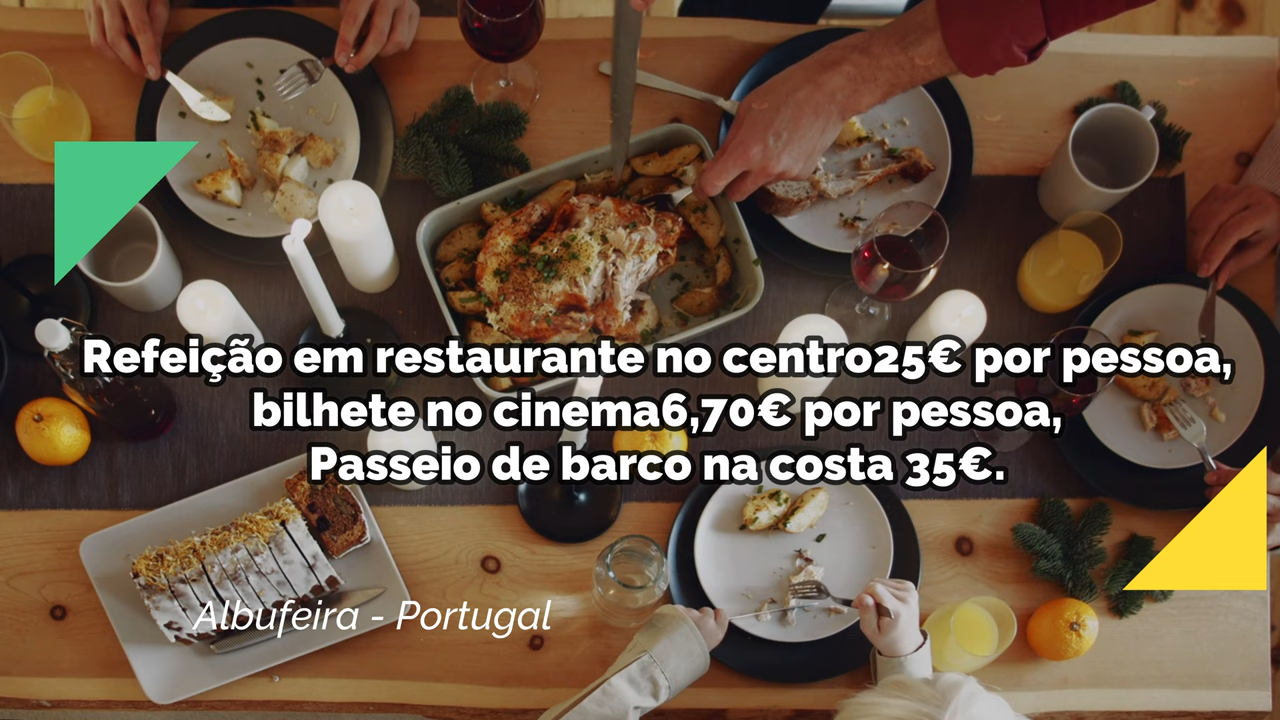 Refeição em restaurante no centro25€ por pessoa,
bilhete no cinema6,70€ por pessoa,
Passeio de barco na costa 35€.
Albufeira - Portugal